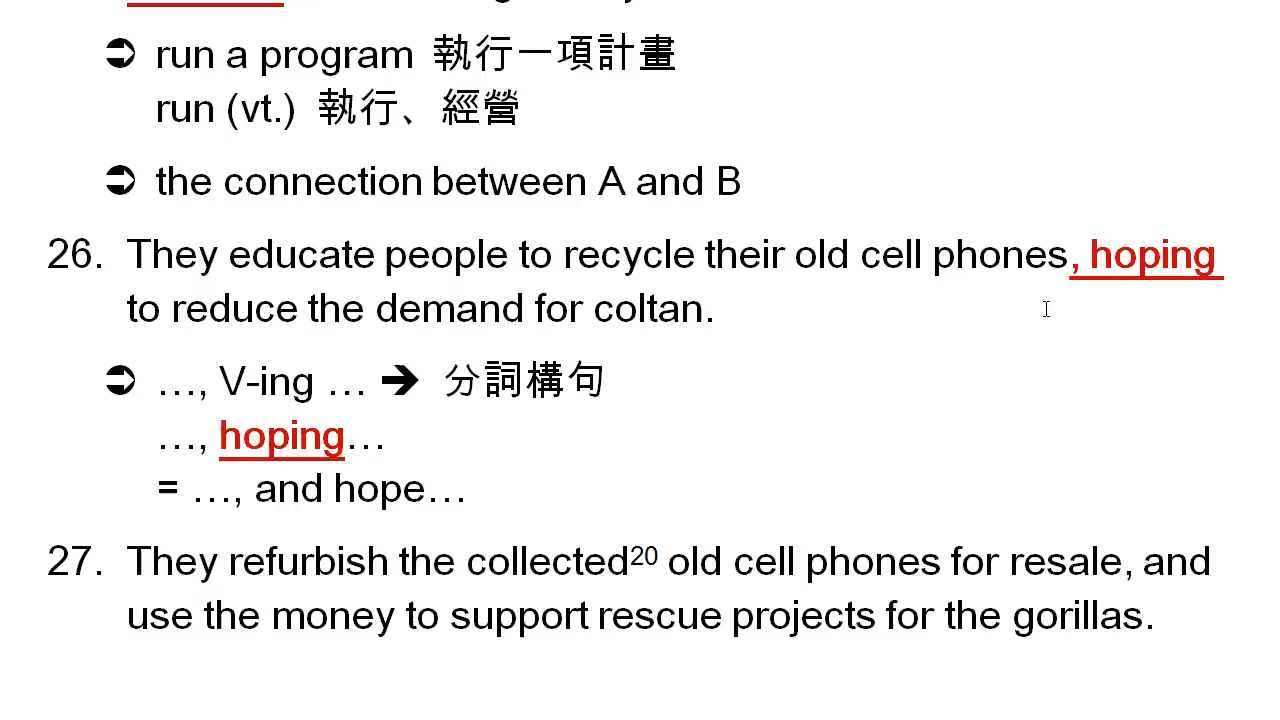 ➲ run a program 執行一項計畫
run (vt.) 執行、經營
➲ the connection between A and B
26. They educate people to recycle their old cell phones, hoping
to reduce the demand for coltan.
➲ …, V-ing … ➔ 分詞構句
…, hoping…
= …, and hope…
27. They refurbish the collected²⁰ old cell phones for resale, and
use the money to support rescue projects for the gorillas.